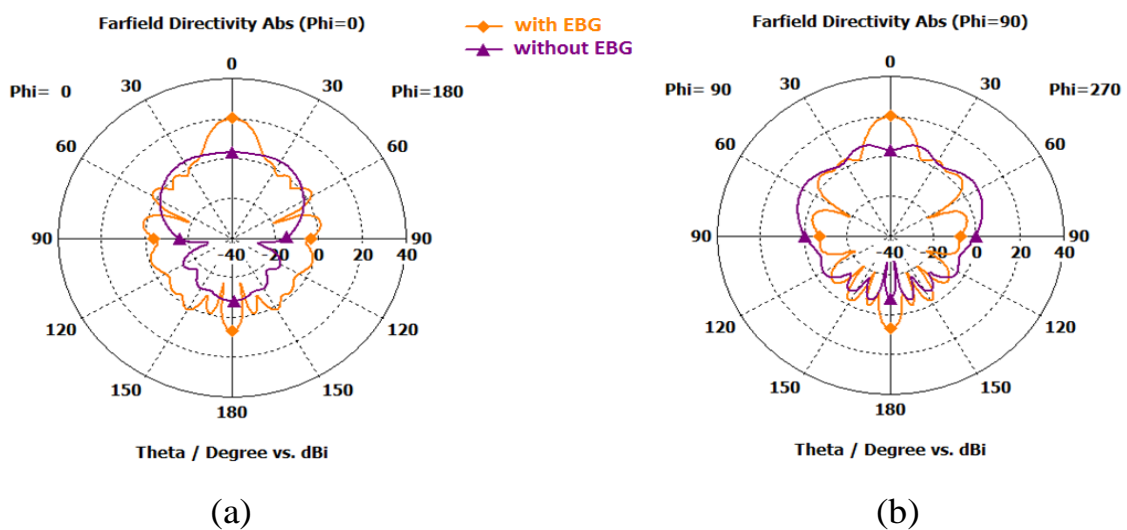 Farfield Directivity Abs (Phi=0)
with EBG
without EBG
Farfield Directivity Abs (Phi=90)
0
30
30
Phi= 0
Phi=180
60
60
90
-40
-20
0
20
40
90
120
120
150
150
180
Theta / Degree vs. dBi
(a)
0
30
30
Phi= 90
Phi=270
60
60
90
-40
20
0
20
40
90
120
120
150
150
180
Theta / Degree vs. dBi
(b)